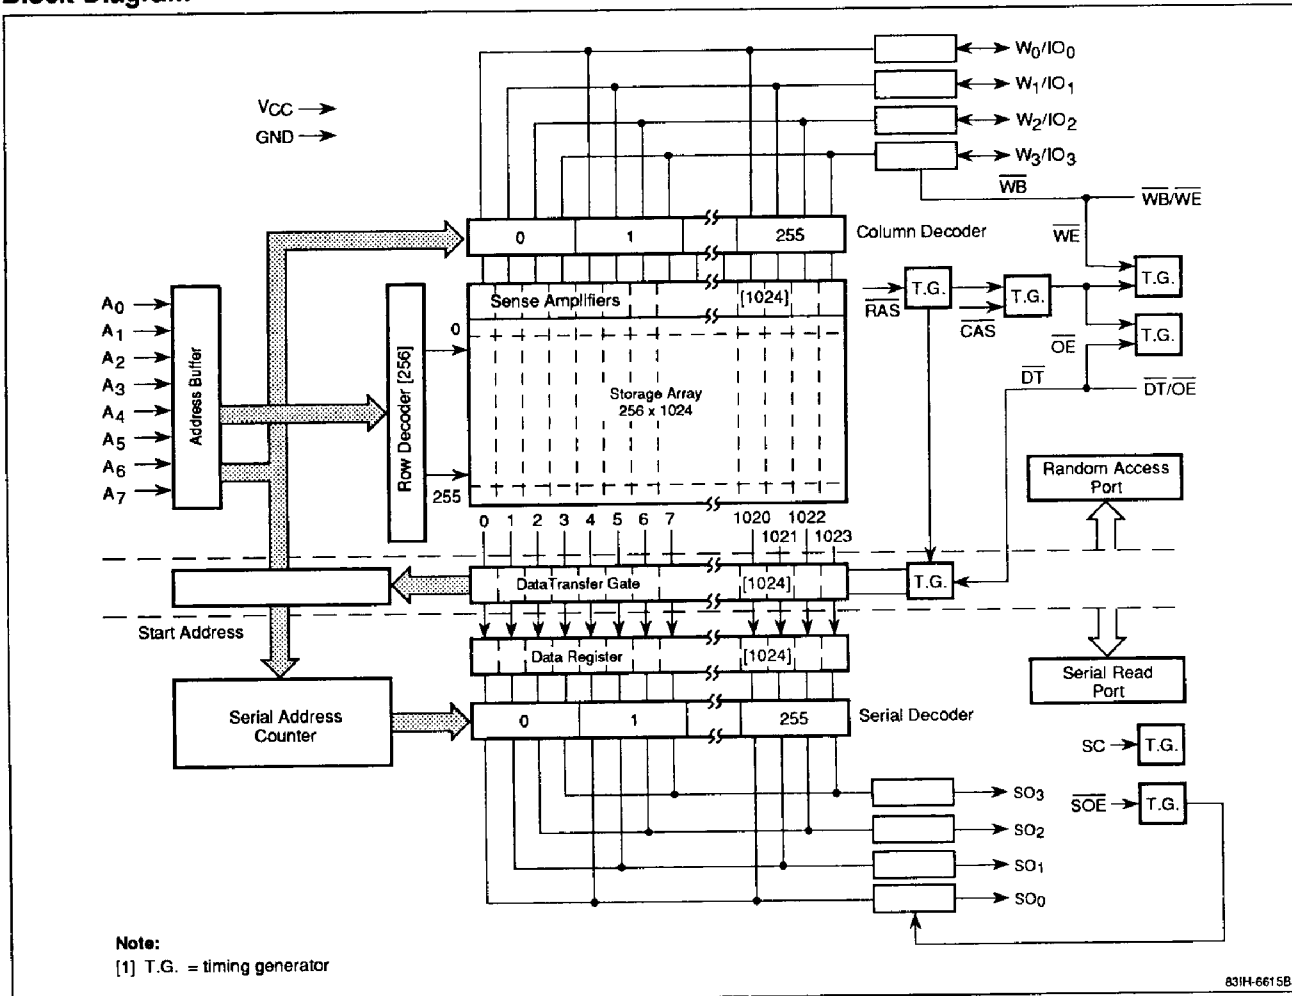 Block Diagram
VCC
GND
W0/IO0
W1/IO1
W2/IO2
W3/IO3
WB
WB/WE
WE
0
1
255
Column Decoder
A0
A1
A2
A3
A4
A5
A6
A7
Address Buffer
Row Decoder [256]
0
255
Sense Amplifiers
[1024]
Storage Array
256 x 1024
RAS
T.G.
CAS
T.G.
T.G.
T.G.
OE
DT
DT/OE
0
1
2
3
4
5
6
7
1020
1021
1022
1023
Random Access
Port
Data Transfer Gate
[1024]
T.G.
Start Address
Data Register
[1024]
Serial Read
Port
Serial Address
Counter
0
1
255
Serial Decoder
SC
T.G.
SOE
T.G.
SO3
SO2
SO1
SO0
Note:
[1] T.G. = timing generator
83IH-6615B